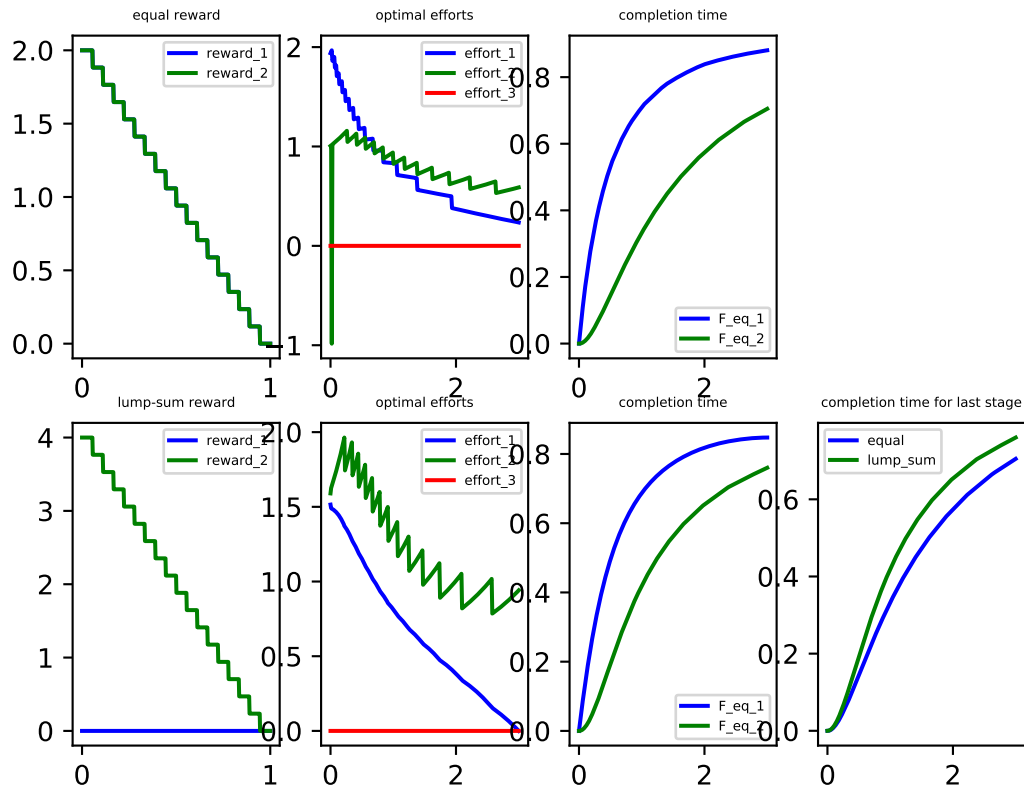 equal reward
reward_1
reward_2
2.0
1.5
1.0
0.5
0.0
0 1
optimal efforts
effort_1
effort_2
effort_3
2
1
0
−1
0 2
completion time
0.8
0.6
0.4
0.2
0.0
F_eq_1
F_eq_2
0 2
lump-sum reward
reward_1
reward_2
4
3
2
1
0
0 1
optimal efforts
effort_1
effort_2
effort_3
2.0
1.5
1.0
0.5
0.0
0 2
completion time
0.8
0.6
0.4
0.2
0.0
F_eq_1
F_eq_2
0 2
completion time for last stage
equal
lump_sum
0.6
0.4
0.2
0.0
0 2